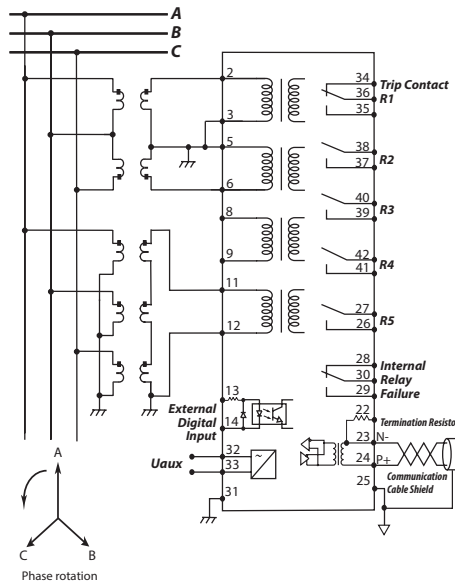 A
B
C
2
3
5
6
8
9
11
12
13
External
Digital
Input
14
Uaux
32
33
~
31
34
Trip Contact
36
R1
35
38
R2
37
40
R3
39
42
R4
41
27
R5
26
28
Internal
30
Relay
29
Failure
22
Termination Resisto
23
N-
24
P+
25
Communication
Cable Shield
A
C
B
Phase rotation